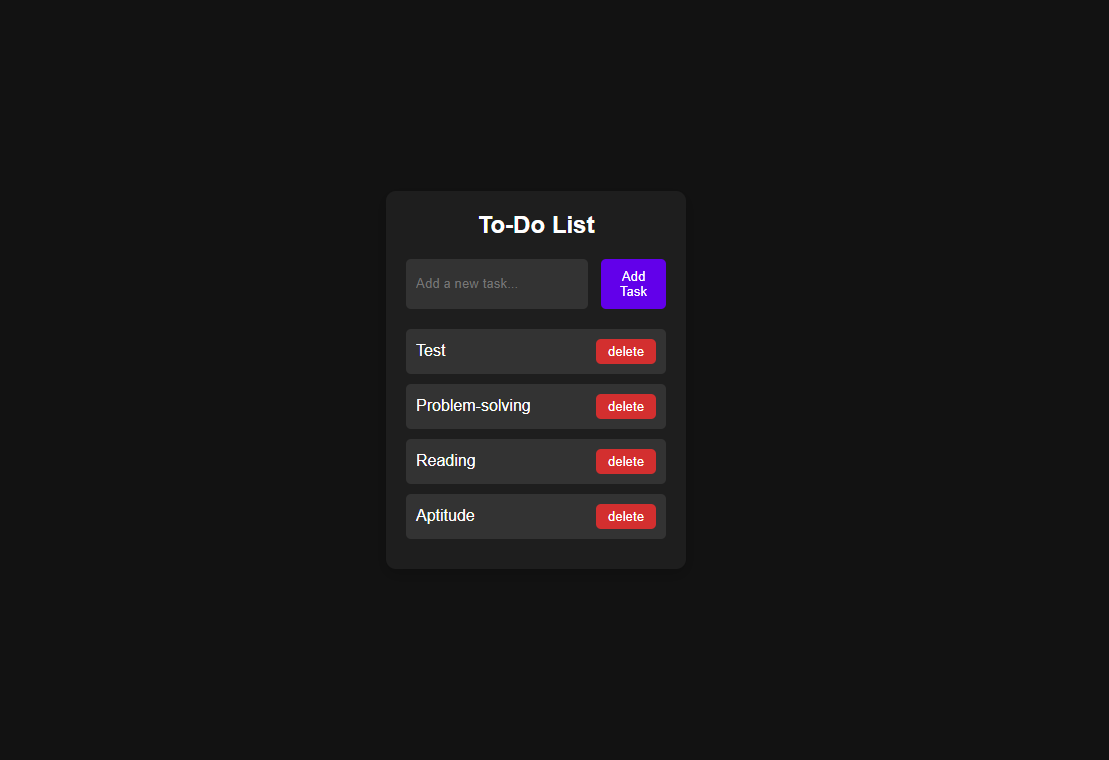 To-Do List
Add a new task...
Add
Task
Test
delete
Problem-solving
delete
Reading
delete
Aptitude
delete